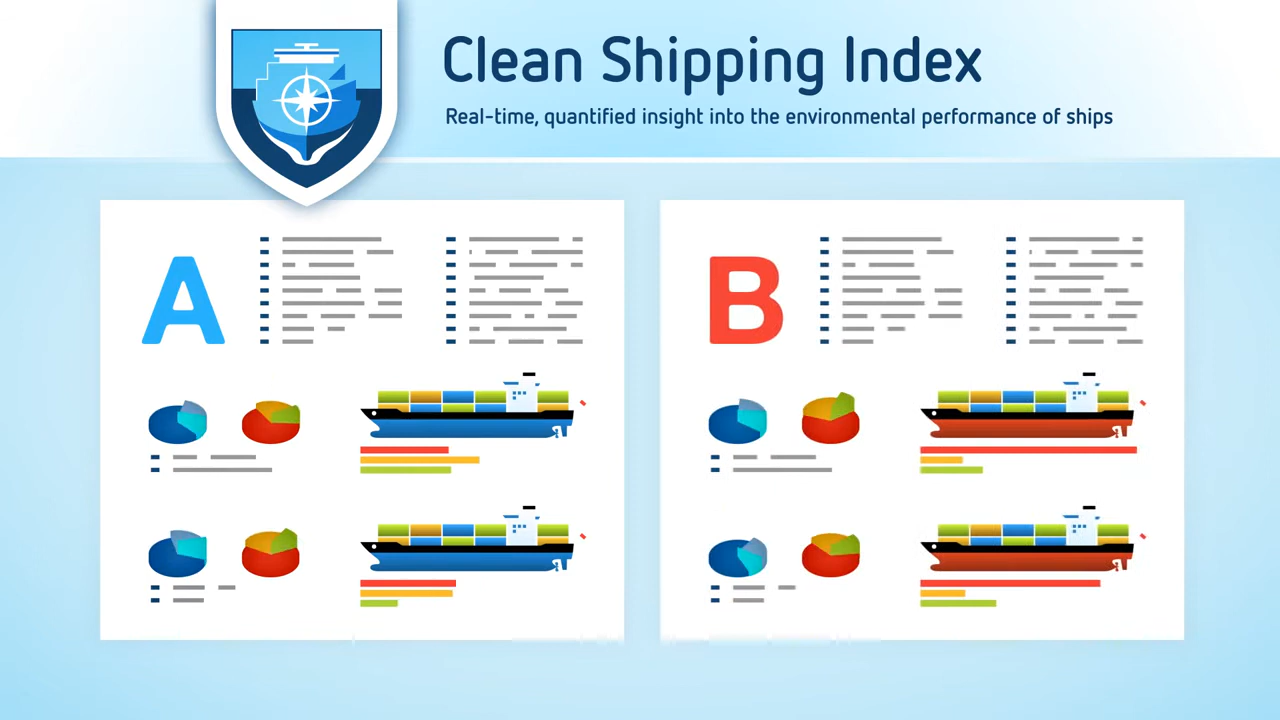 Clean Shipping Index
Real-time, quantified insight into the environmental performance of ships
A
B